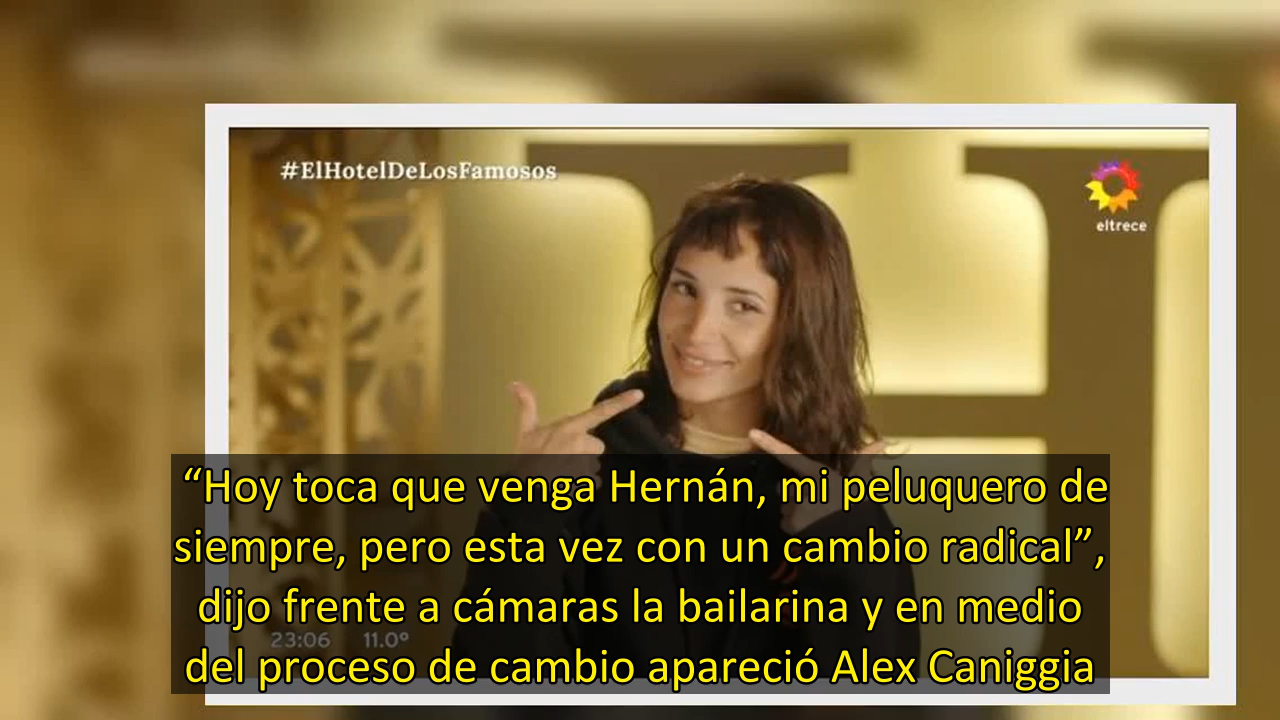 #ElHotelDeLosFamosos
eltrece
“Hoy toca que venga Hernán, mi peluquero de
siempre, pero esta vez con un cambio radical”,
dijo frente a cámaras la bailarina y en medio
23:06 11.0°
del proceso de cambio apareció Alex Caniggia